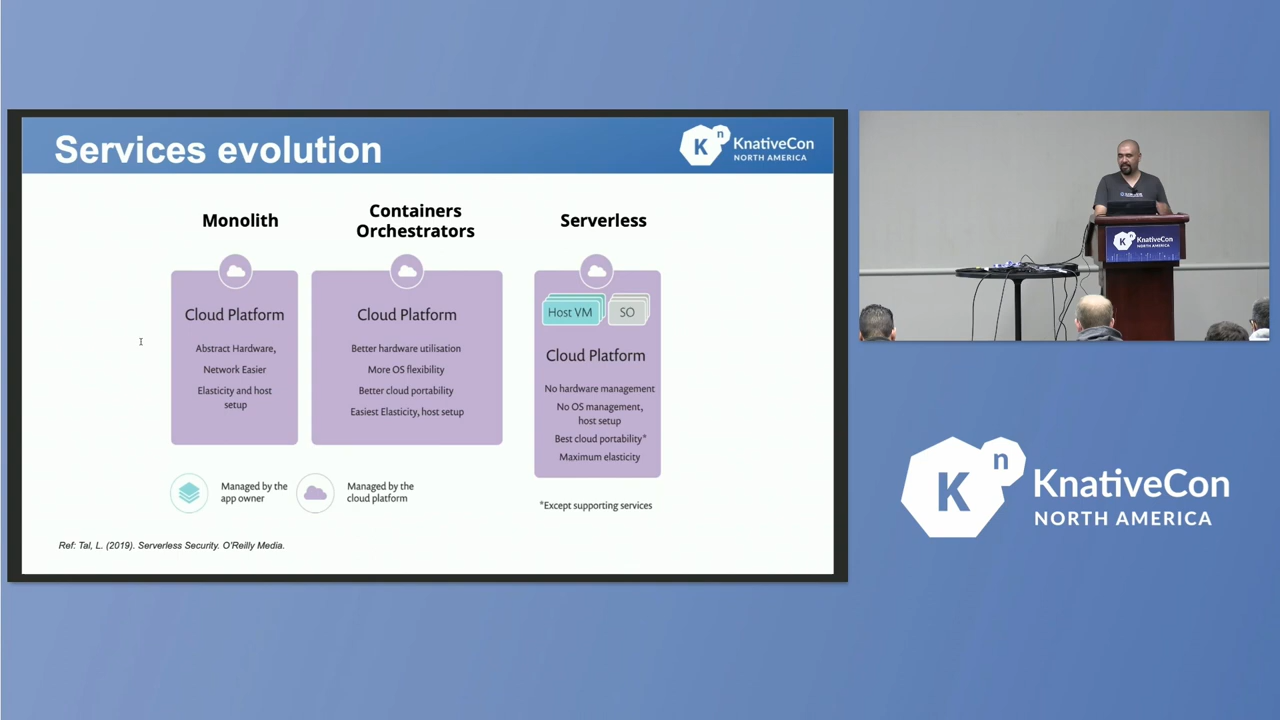 Services evolution
Kn
KnativeCon
NORTH AMERICA
Monolith
Containers
Orchestrators
Serverless
Cloud Platform
Abstract Hardware,
Network Easier
Elasticity and host
setup
Cloud Platform
Better hardware utilisation
More OS flexibility
Better cloud portability
Easiest Elasticity, host setup
Host VM
SO
Cloud Platform
No hardware management
No OS management,
host setup
Best cloud portability*
Maximum elasticity
Managed by the
app owner
Managed by the
cloud platform
*Except supporting services
Ref: Tal, L. (2019). Serverless Security. O'Reilly Media.
Kn
KnativeCon
NORTH AMERICA
Kn
KnativeCon
NORTH AMERICA